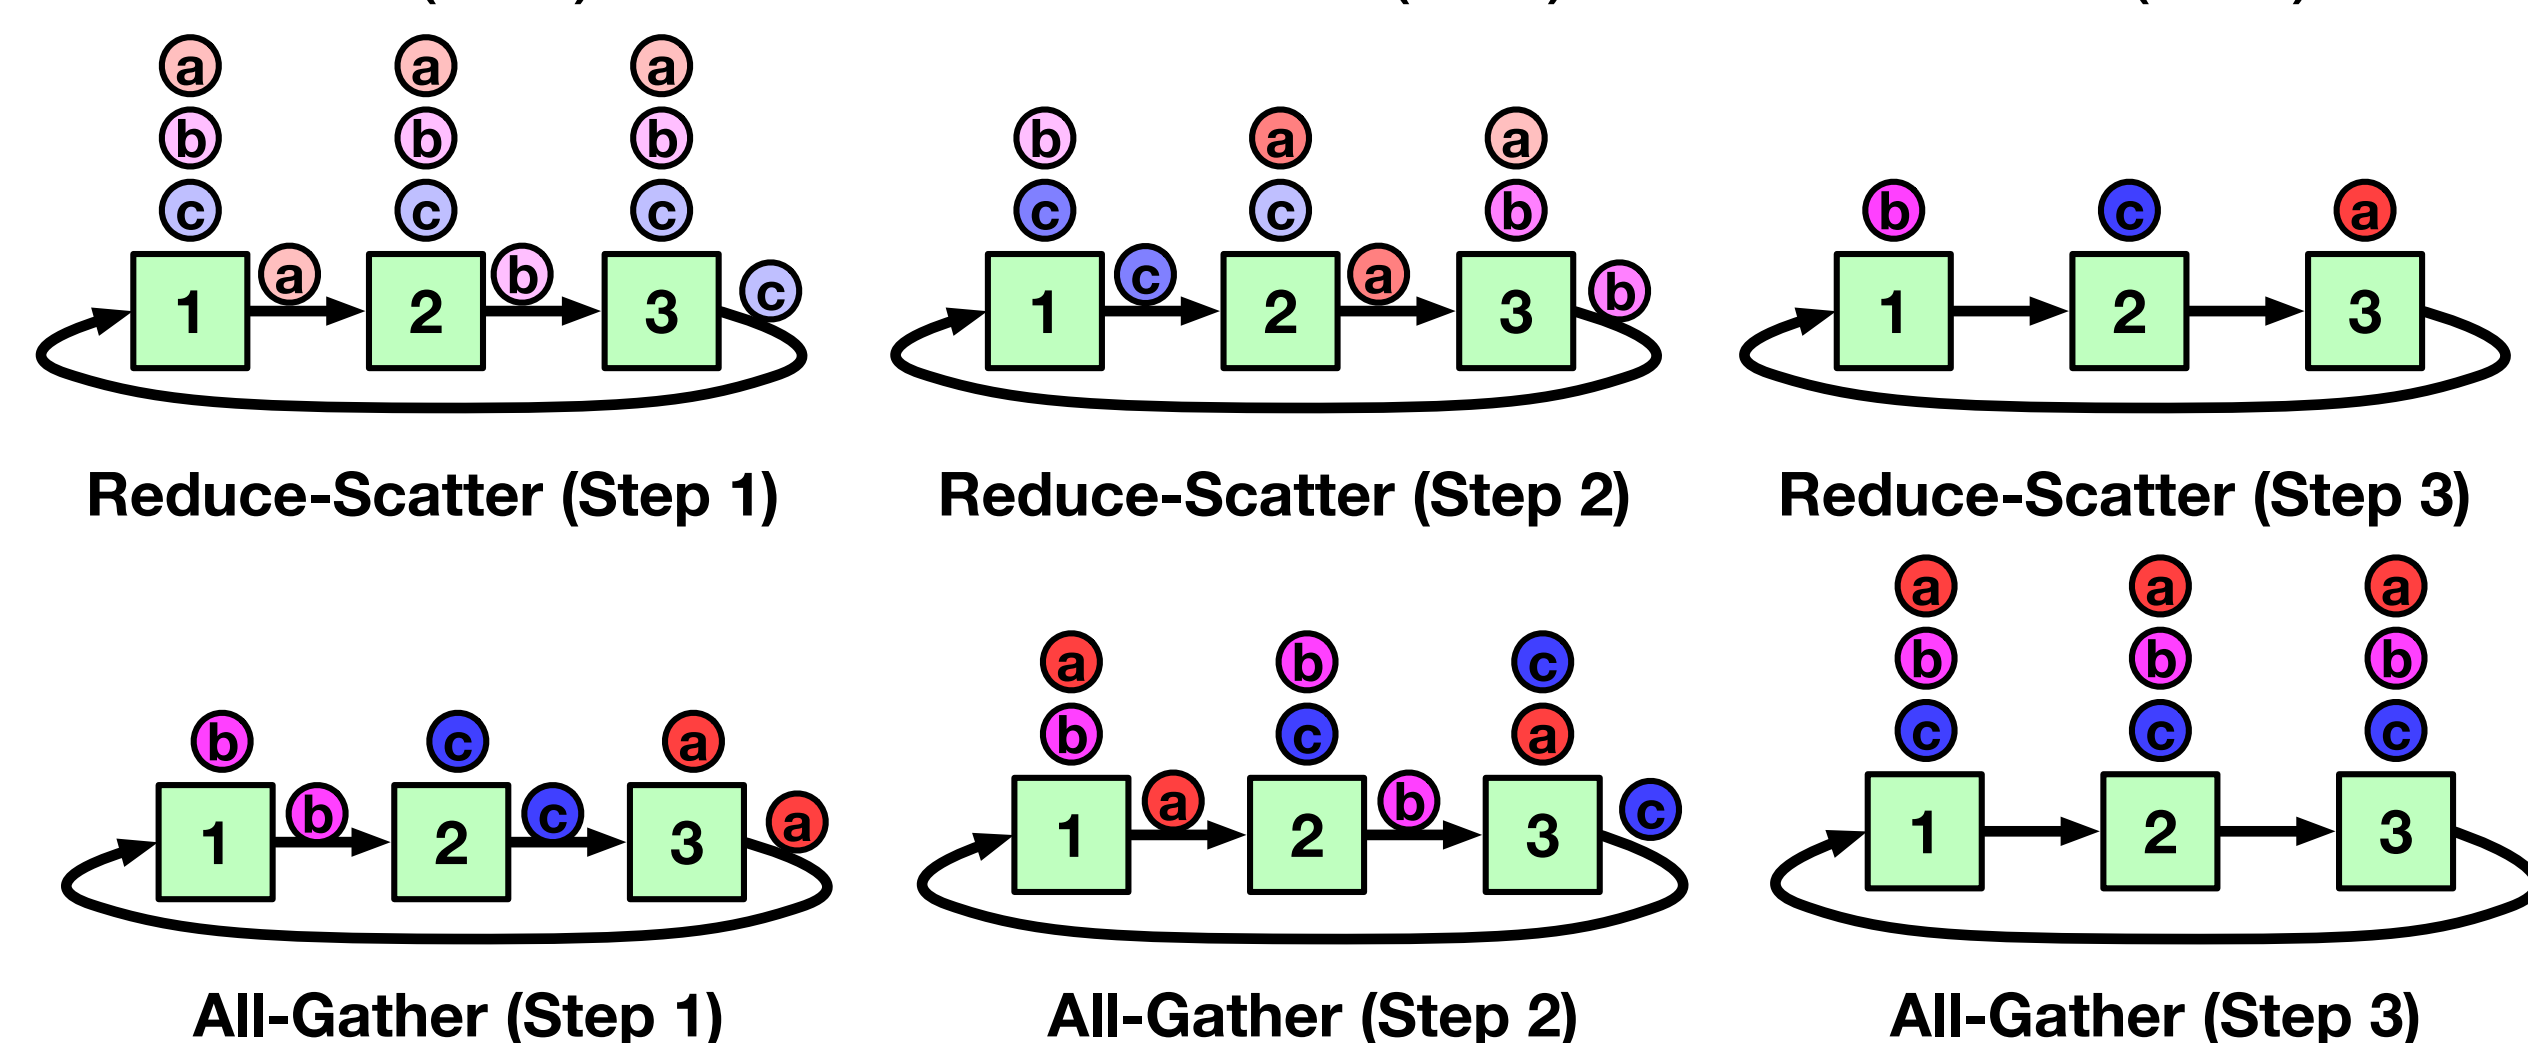 a a a
b b b
c c c
1 a 2 b 3 c
b a a
c c b
1 c 2 a 3 b
b c a
1 2 3
Reduce-Scatter (Step 1)
Reduce-Scatter (Step 2)
Reduce-Scatter (Step 3)
b c a
1 b 2 c 3 a
a b c
b c a
1 a 2 b 3 c
a a a
b b b
c c c
1 2 3
All-Gather (Step 1)
All-Gather (Step 2)
All-Gather (Step 3)